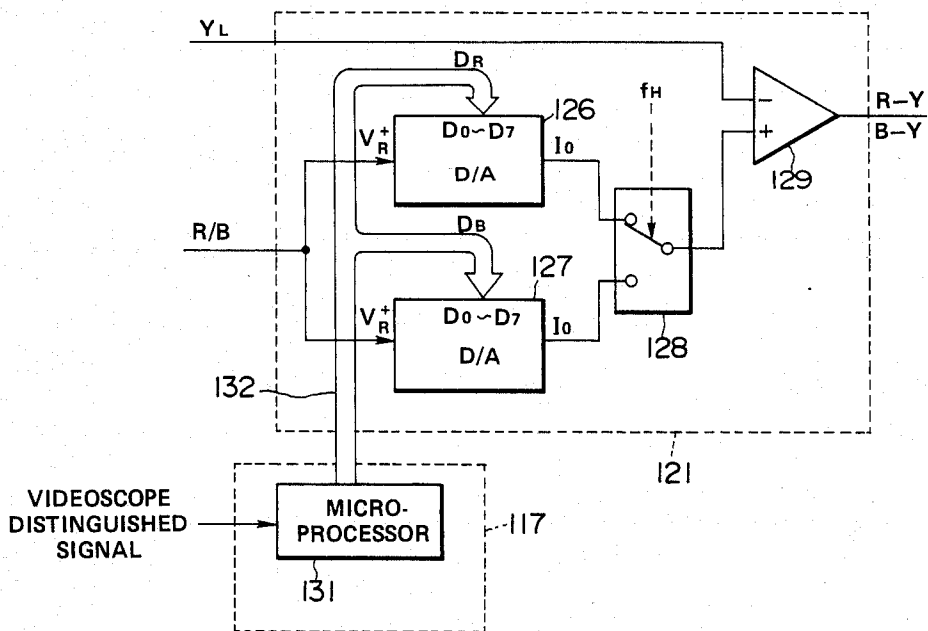 YL
DR
fH
126
R–Y
B–Y
VR+
D0~D7
I0
D/A
129
R/B
DB
127
VR+
D0~D7
I0
D/A
128
132
121
VIDEOSCOPE
DISTINGUISHED
SIGNAL
MICRO-
PROCESSOR
117
131